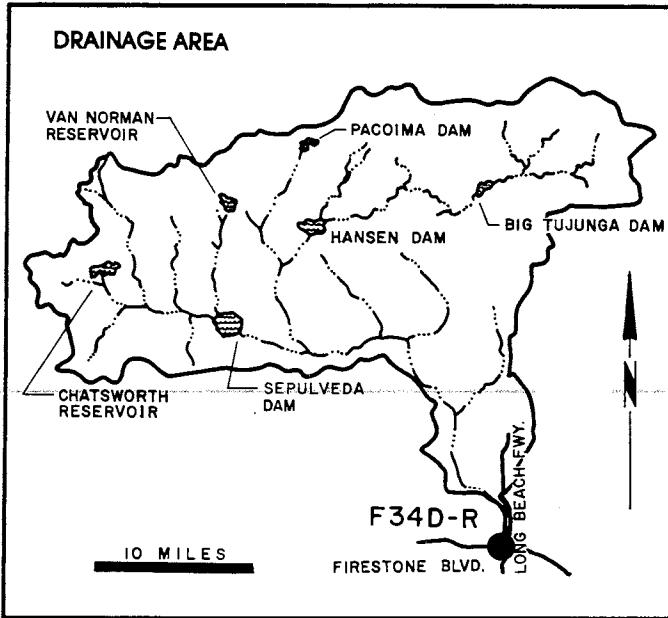 DRAINAGE AREA
VAN NORMAN
RESERVOIR
PACOIMA DAM
HANSEN DAM
BIG TUJUNGA DAM
CHATSWORTH
RESERVOIR
SEPULVEDA
DAM
N
F34D-R
LONG BEACH FWY.
10 MILES
FIRESTONE BLVD.